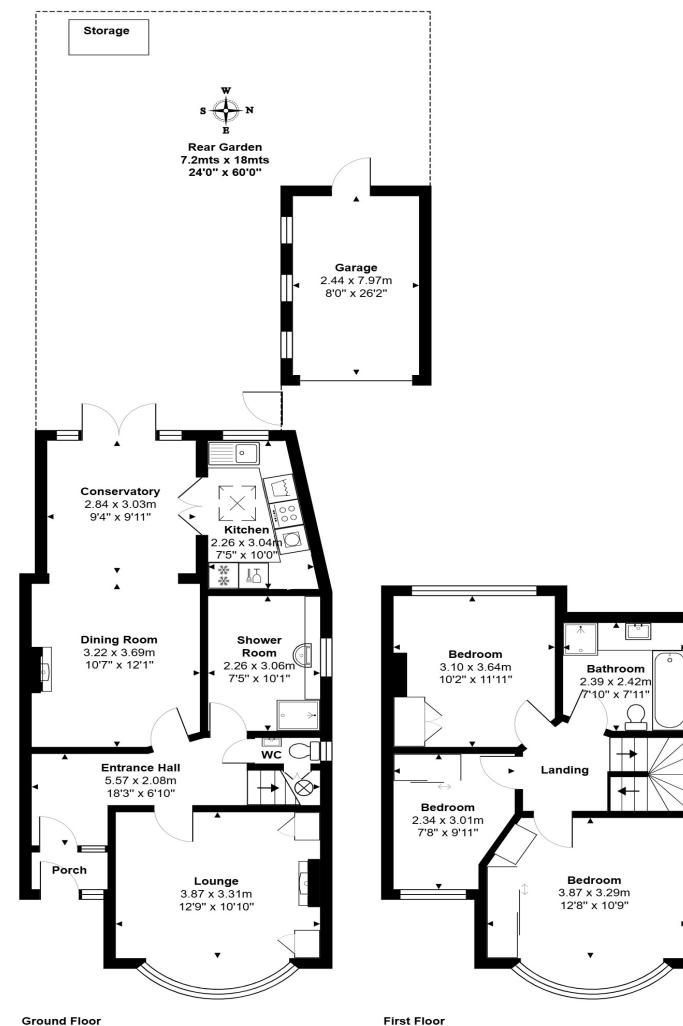 Storage
W
S N
E
Rear Garden
7.2mts x 18mts
24'0" x 60'0"
Garage
2.44 x 7.97m
8'0" x 26'2"
Conservatory
2.84 x 3.03m
9'4" x 9'11"
Kitchen
2.26 x 3.04m
7'5" x 10'0"
Dining Room
3.22 x 3.69m
10'7" x 12'1"
Shower
Room
2.26 x 3.06m
7'5" x 10'1"
WC
Entrance Hall
5.57 x 2.08m
18'3" x 6'10"
Porch
Lounge
3.87 x 3.31m
12'9" x 10'10"
Ground Floor
Bedroom
3.10 x 3.64m
10'2" x 11'11"
Bathroom
2.39 x 2.42m
7'10" x 7'11"
Landing
Bedroom
2.34 x 3.01m
7'8" x 9'11"
Bedroom
3.87 x 3.29m
12'8" x 10'9"
First Floor